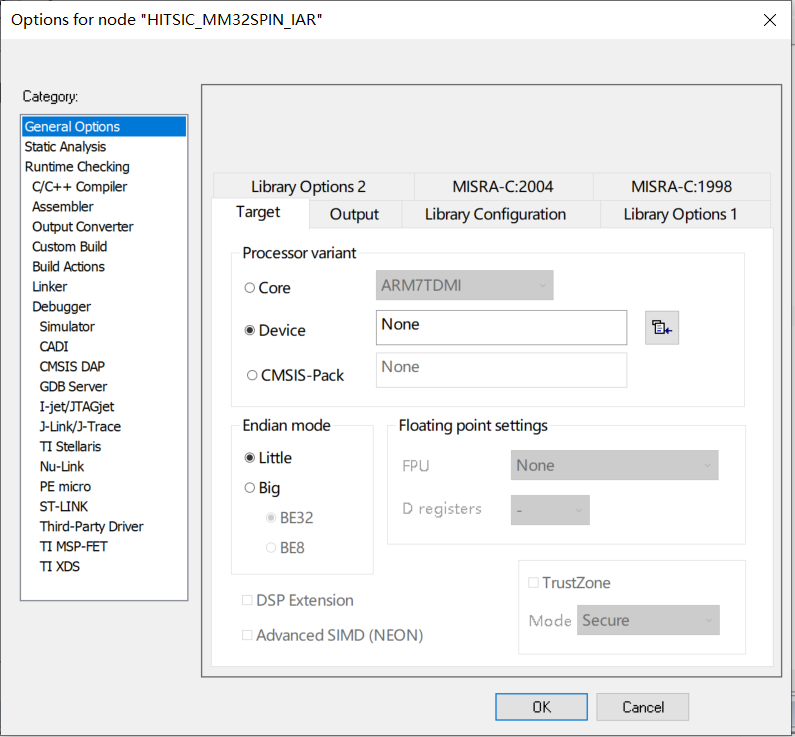 Options for node "HITSIC_MM32SPIN_IAR"
Category:
General Options
Static Analysis
Runtime Checking
C/C++ Compiler
Assembler
Output Converter
Custom Build
Build Actions
Linker
Debugger
Simulator
CADI
CMSIS DAP
GDB Server
I-jet/JTAGjet
J-Link/J-Trace
TI Stellaris
Nu-Link
PE micro
ST-LINK
Third-Party Driver
TI MSP-FET
TI XDS
Library Options 2 MISRA-C:2004 MISRA-C:1998
Target Output Library Configuration Library Options 1
Processor variant
Core ARM7TDMI
Device None
CMSIS-Pack None
Endian mode
Little
Big
BE32
BE8
Floating point settings
FPU None
D registers -
DSP Extension
Advanced SIMD (NEON)
TrustZone
Mode Secure
OK Cancel